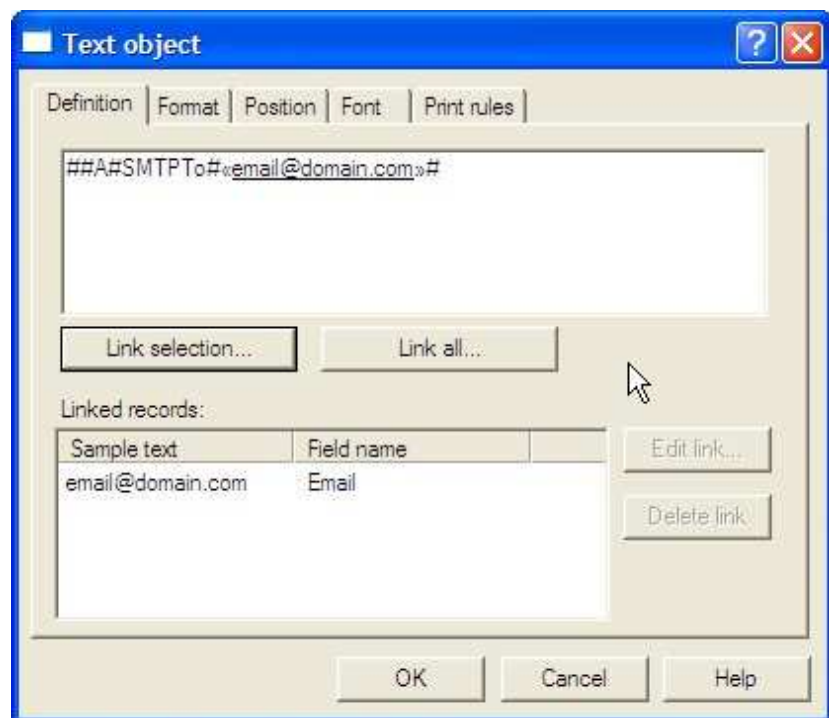 Text object
Definition Format Position Font Print rules
##A#SMTPTo#«email@domain.com»#
Link selection... Link all...
Linked records:
Sample text Field name
email@domain.com Email
Edit link...
Delete link
OK Cancel Help